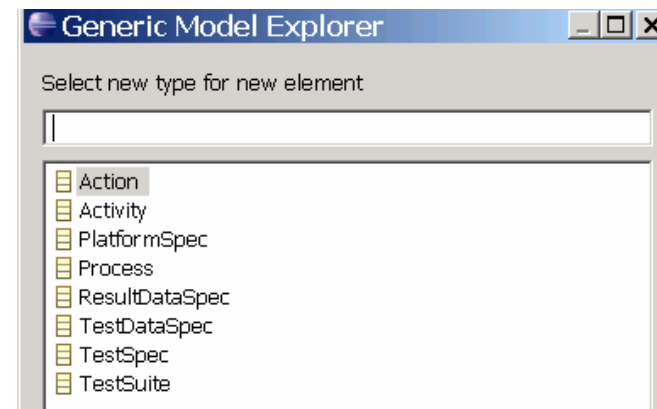 Generic Model Explorer
Select new type for new element
Action
Activity
PlatformSpec
Process
ResultDataSpec
TestDataSpec
TestSpec
TestSuite